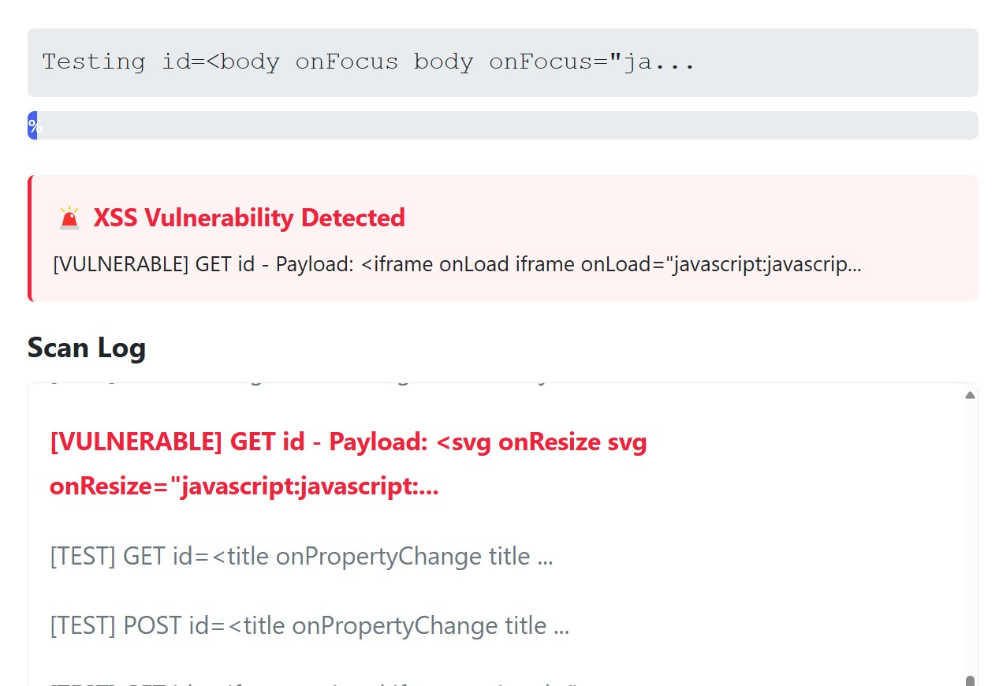 Testing id=<body onFocus body onFocus="ja...
%
🚨 XSS Vulnerability Detected
[VULNERABLE] GET id - Payload: <iframe onLoad iframe onLoad="javascript:javascrip...
Scan Log
[VULNERABLE] GET id - Payload: <svg onResize svg
onResize="javascript:javascript:...
[TEST] GET id=<title onPropertyChange title ...
[TEST] POST id=<title onPropertyChange title ...